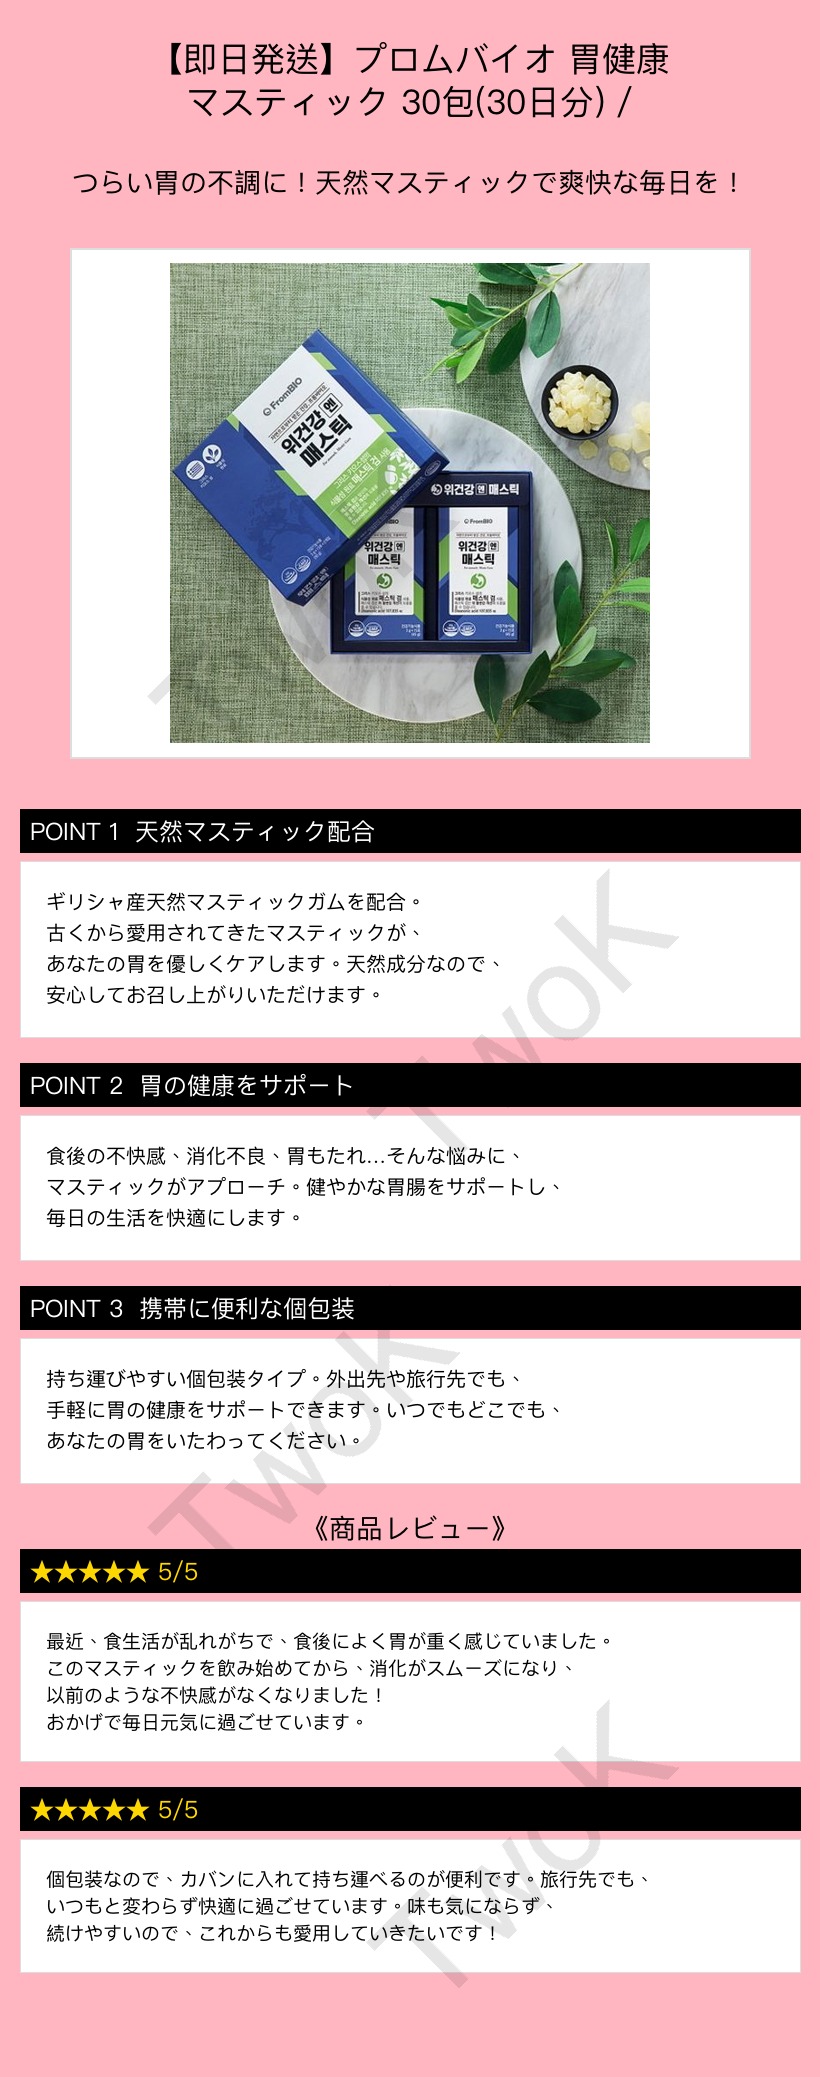 【即日発送】プロムバイオ 胃健康
マスティック 30包(30日分) /
つらい胃の不調に！天然マスティックで爽快な毎日を！
FromBIO
위건강 엔
매스틱
그리스 키오스섬의
식물성 원료 매스틱 검 사용
위건강 엔 매스틱
FromBIO
위건강 엔
매스틱
FromBIO
위건강 엔
매스틱
POINT 1 天然マスティック配合
ギリシャ産天然マスティックガムを配合。
古くから愛用されてきたマスティックが、
あなたの胃を優しくケアします。天然成分なので、
安心してお召し上がりいただけます。
POINT 2 胃の健康をサポート
食後の不快感、消化不良、胃もたれ...そんな悩みに、
マスティックがアプローチ。健やかな胃腸をサポートし、
毎日の生活を快適にします。
POINT 3 携帯に便利な個包装
持ち運びやすい個包装タイプ。外出先や旅行先でも、
手軽に胃の健康をサポートできます。いつでもどこでも、
あなたの胃をいたわってください。
《商品レビュー》
★★★★★ 5/5
最近、食生活が乱れがちで、食後によく胃が重く感じていました。
このマスティックを飲み始めてから、消化がスムーズになり、
以前のような不快感がなくなりました！
おかげで毎日元気に過ごせています。
★★★★★ 5/5
個包装なので、カバンに入れて持ち運べるのが便利です。旅行先でも、
いつもと変わらず快適に過ごせています。味も気にならず、
続けやすいので、これからも愛用していきたいです！
TwoK
TwoK
TwoK